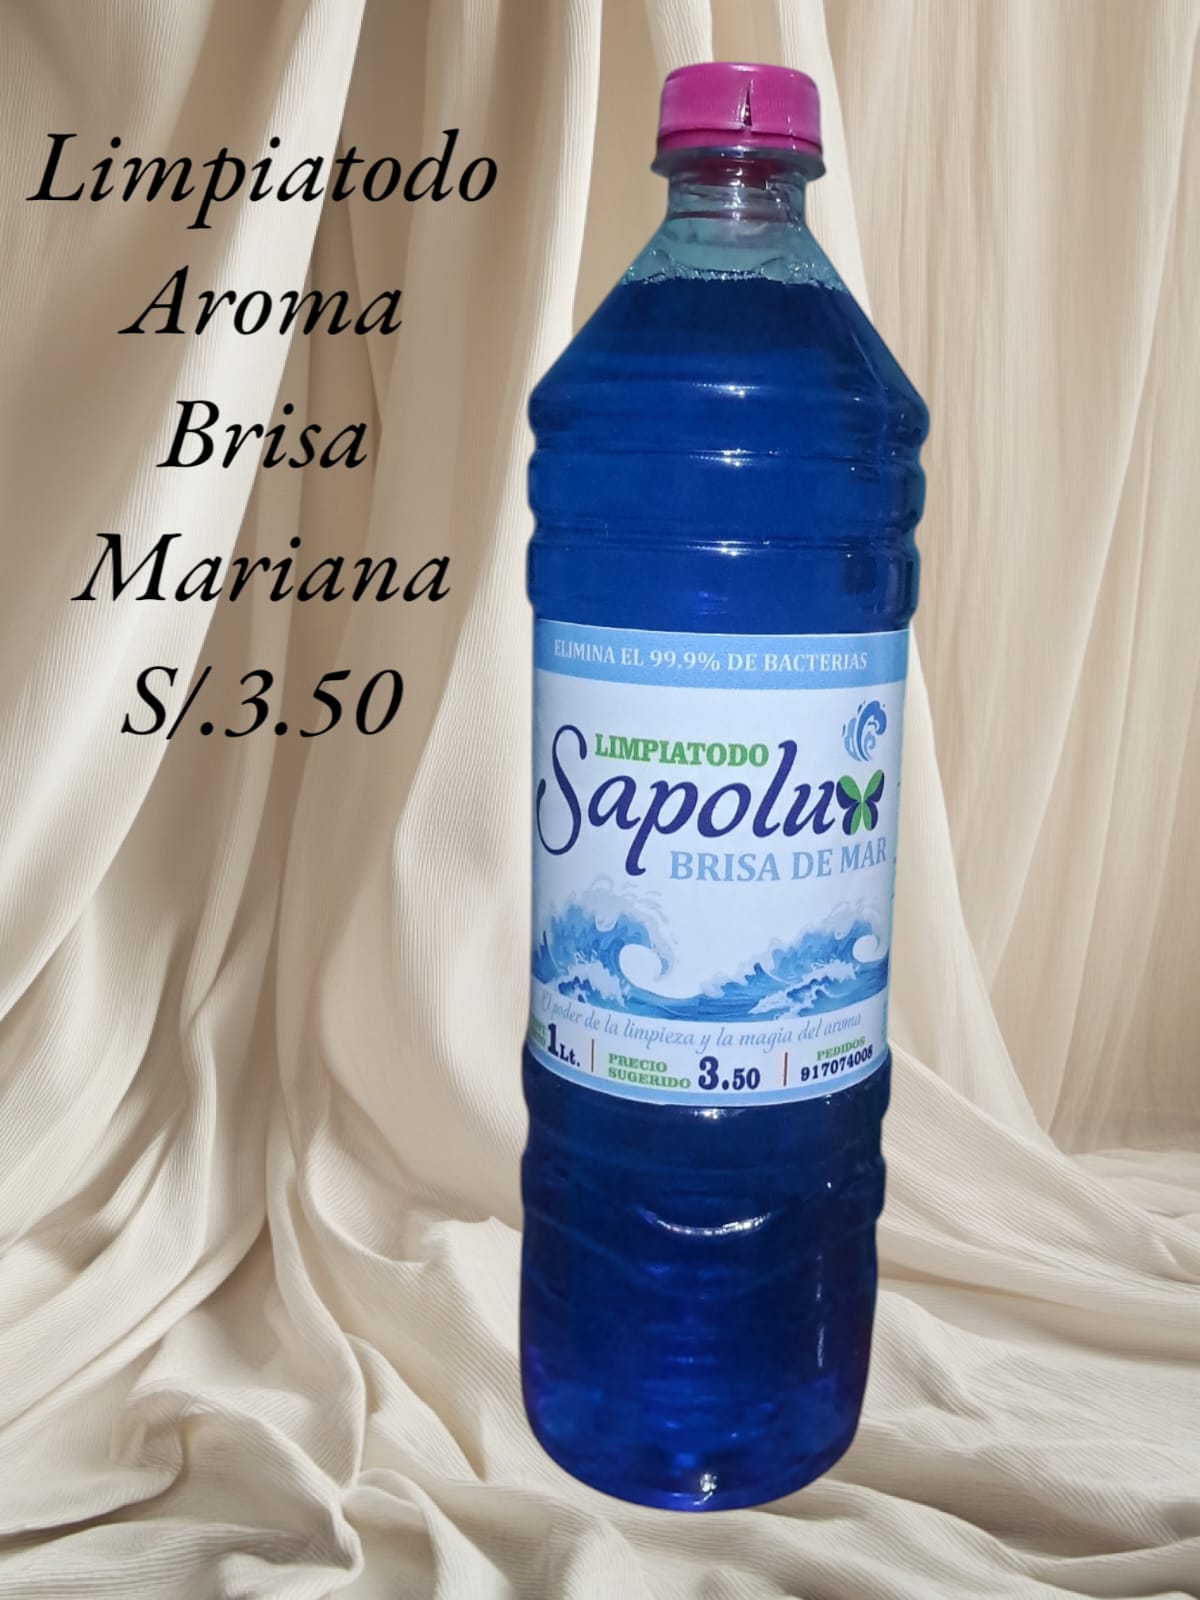 Limpiatodo
Aroma
Brisa
Mariana
S/.3.50
ELIMINA EL 99.9% DE BACTERIAS
LIMPIATODO
Sapolux
BRISA DE MAR
El poder de la limpieza y la magia del aroma
1Lt.
PRECIO SUGERIDO 3.50
PEDIDOS
917074008